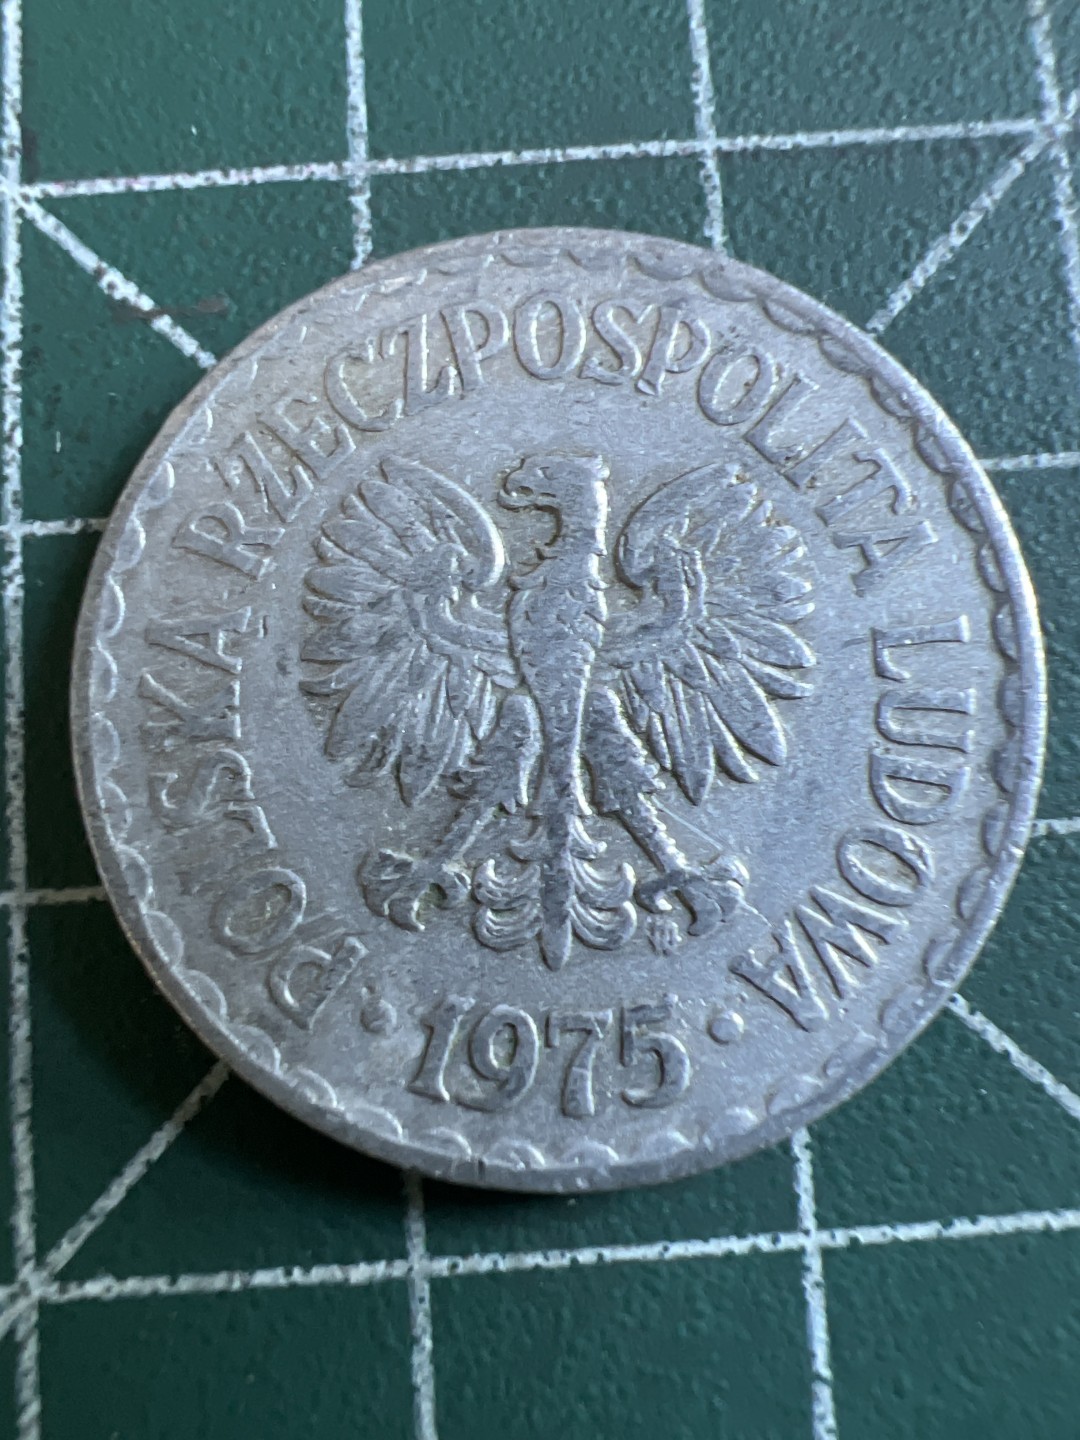 POLSKA RZECZPOSPOLITA LUDOWA
• 1975 •